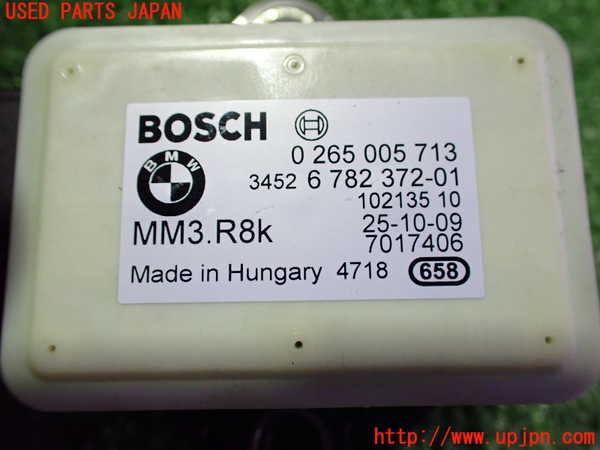 USED PARTS JAPAN
BOSCH
BMW
0 265 005 713
3452 6 782 372-01
102135 10
25-10-09
MM3.R8k
7017406
Made in Hungary 4718 658
http://www.upjpn.com/